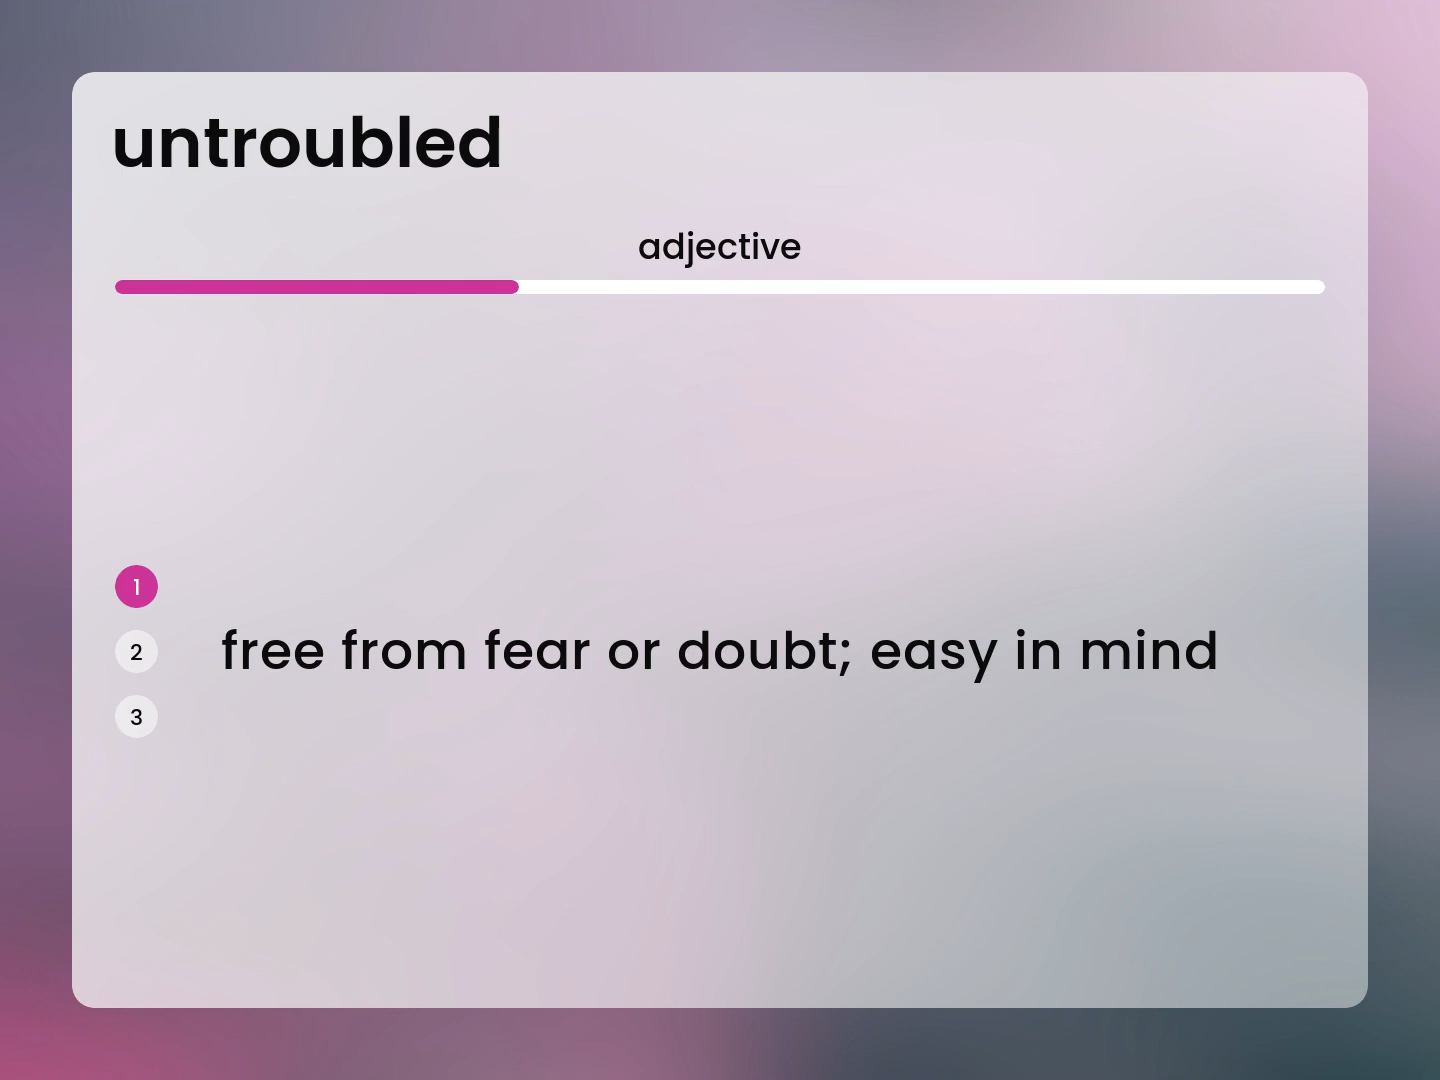 untroubled
adjective
1
2
3
free from fear or doubt; easy in mind